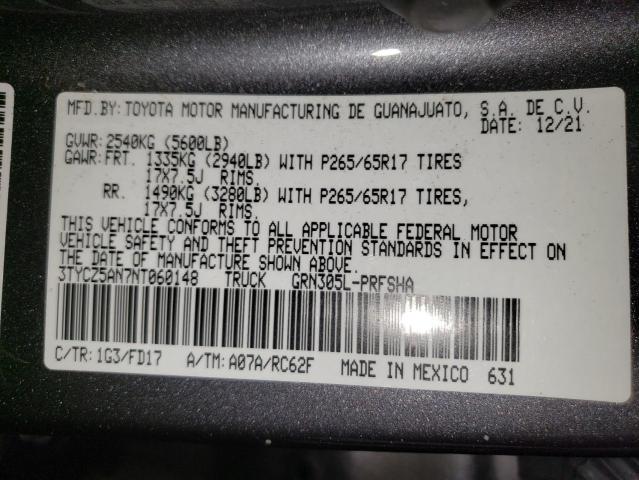 MFD.BY:TOYOTA MOTOR MANUFACTURING DE GUANAJUATO, S.A. DE C.V.
DATE: 12/21
GVWR:2540KG (5600LB)
GAWR:FRT. 1335KG (2940LB) WITH P265/65R17 TIRES
17X7.5J RIMS,
RR. 1490KG (3280LB) WITH P265/65R17 TIRES,
17X7.5J RIMS.
THIS VEHICLE CONFORMS TO ALL APPLICABLE FEDERAL MOTOR
VEHICLE SAFETY AND THEFT PREVENTION STANDARDS IN EFFECT ON
THE DATE OF MANUFACTURE SHOWN ABOVE.
3TYCZ5AN7NT060148 TRUCK GRN305L-PRFSHA
C/TR:1G3/FD17 A/TM:A07A/RC62F MADE IN MEXICO 631